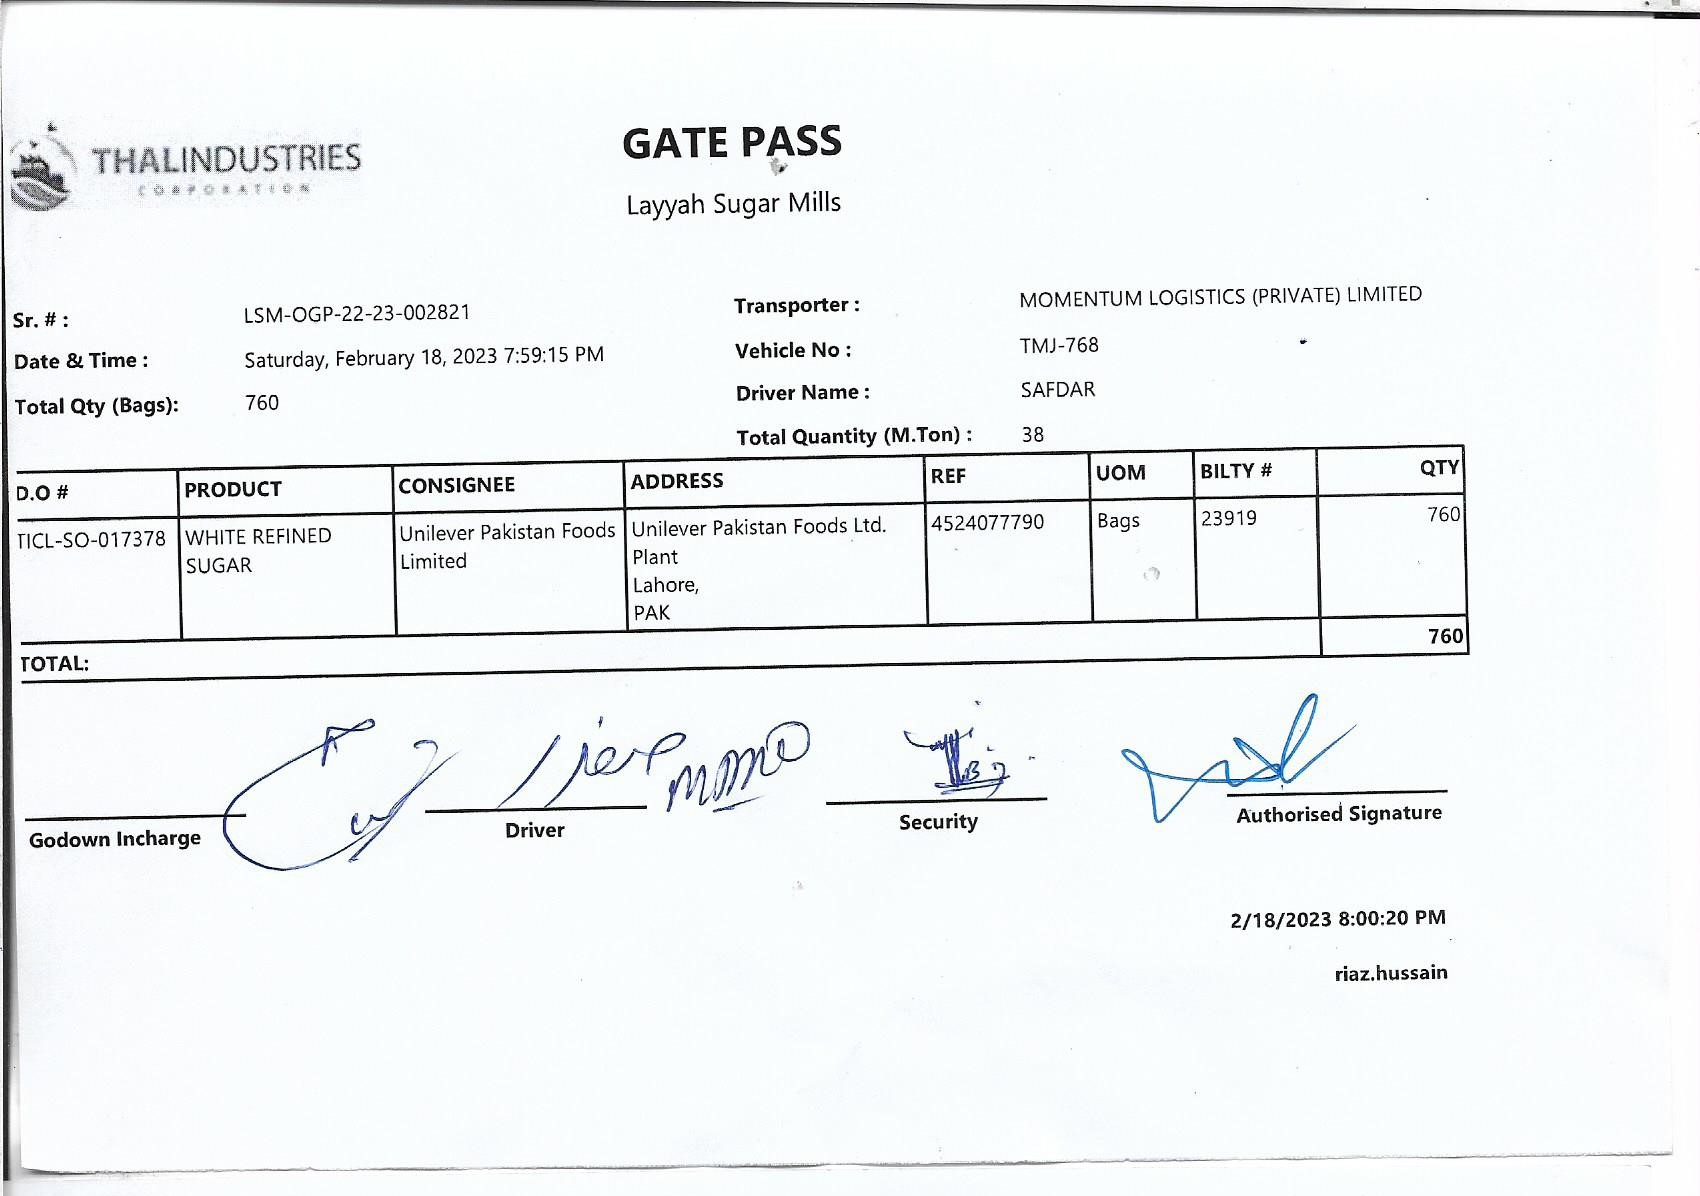 THALINDUSTRIES
CORPORATION
GATE PASS
Layyah Sugar Mills
Sr. # : LSM-OGP-22-23-002821
Date & Time : Saturday, February 18, 2023 7:59:15 PM
Total Qty (Bags): 760
Transporter : MOMENTUM LOGISTICS (PRIVATE) LIMITED
Vehicle No : TMJ-768
Driver Name : SAFDAR
Total Quantity (M.Ton) : 38
D.O # PRODUCT CONSIGNEE ADDRESS REF UOM BILTY # QTY
TICL-SO-017378 WHITE REFINED Unilever Pakistan Foods Unilever Pakistan Foods Ltd. 4524077790 Bags 23919 760
SUGAR Limited Plant
Lahore,
PAK
TOTAL: 760
Godown Incharge Driver Security Authorised Signature
2/18/2023 8:00:20 PM
riaz.hussain